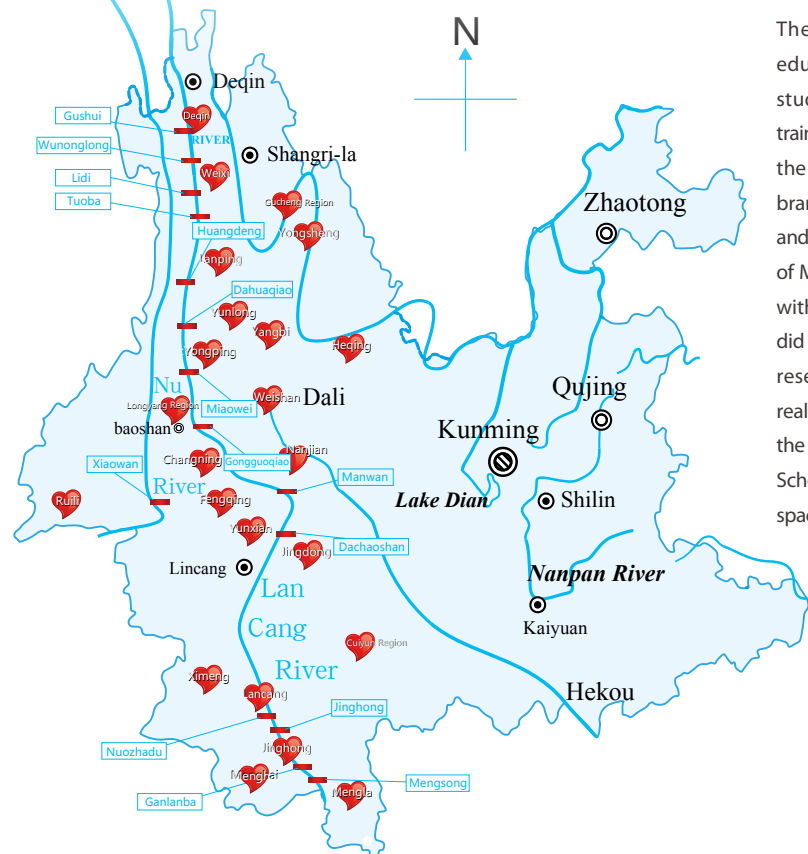 N
Deqin
Deqin
Gushui
RIVER
Wunonglong
Shangri-la
Lidi
Weixi
Tuoba
Gucheng Region
Zhaotong
Huangdeng
Yongsheng
Lanping
Dahuaqiao
Yunlong
Yangbi
Heqing
Yongping
Nu
Qujing
Weishan
Dali
Longyang Region
Miaowei
baoshan
Kunming
Nanjian
Changning
Gongguoqiao
Xiaowan
Manwan
River
Fengqing
Lake Dian
Shilin
Ruili
Yunxian
Dachaoshan
Jingdong
Lincang
Nanpan River
Lan
Cang
River
Kaiyuan
Cuiyun Region
Ximeng
Lancang
Hekou
Jinghong
Nuozhadu
Jinghong
Menghai
Mengsong
Ganlanba
Mengla
The
edu
stud
train
the
bran
and
of M
with
did
rese
real
the
Sch
spac